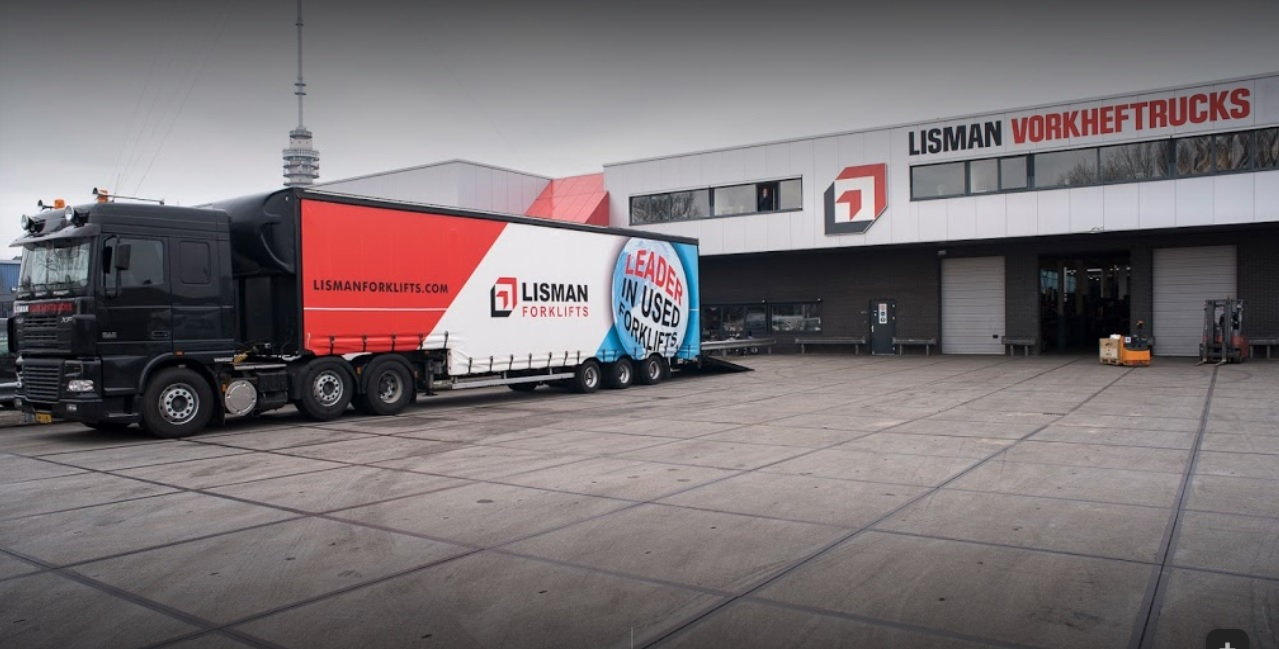 LISMAN VORKHEFTRUCKS
LISMANFORKLIFTS.COM
LISMAN
FORKLIFTS
LEADER
IN USED
FORKLIFTS